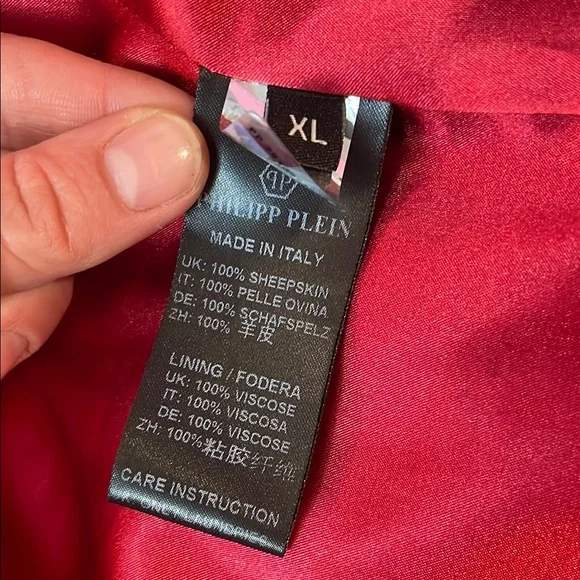 XL
PHILIPP PLEIN
MADE IN ITALY
UK: 100% SHEEPSKIN
IT: 100% PELLE OVINA
DE: 100% SCHAFSPELZ
ZH: 100% 羊皮
LINING / FODERA
UK: 100% VISCOSE
IT: 100% VISCOSA
DE: 100% VISCOSE
ZH: 100% 粘胶纤维
CARE INSTRUCTION